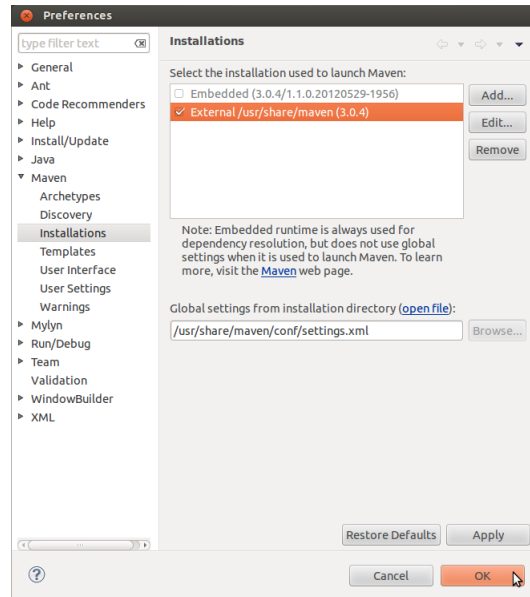 Preferences
type filter text
General
Ant
Code Recommenders
Help
Install/Update
Java
Maven
Archetypes
Discovery
Installations
Templates
User Interface
User Settings
Warnings
Mylyn
Run/Debug
Team
Validation
WindowBuilder
XML
Installations
Select the installation used to launch Maven:
Embedded (3.0.4/1.1.0.20120529-1956)
External /usr/share/maven (3.0.4)
Add...
Edit...
Remove
Note: Embedded runtime is always used for
dependency resolution, but does not use global
settings when it is used to launch Maven. To learn
more, visit the Maven web page.
Global settings from installation directory (open file):
/usr/share/maven/conf/settings.xml
Browse...
Restore Defaults
Apply
?
Cancel
OK